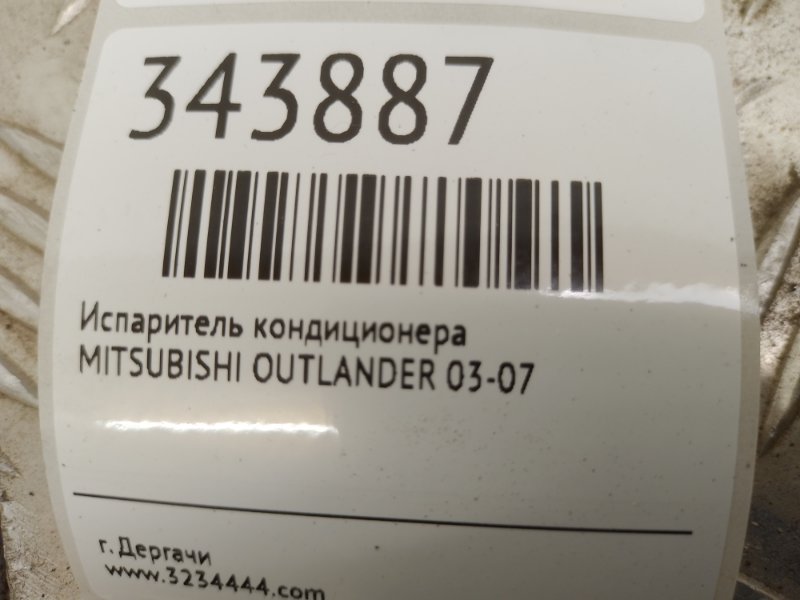 343887
Испаритель кондиционера
MITSUBISHI OUTLANDER 03-07
г. Дергачи
www.3234444.com